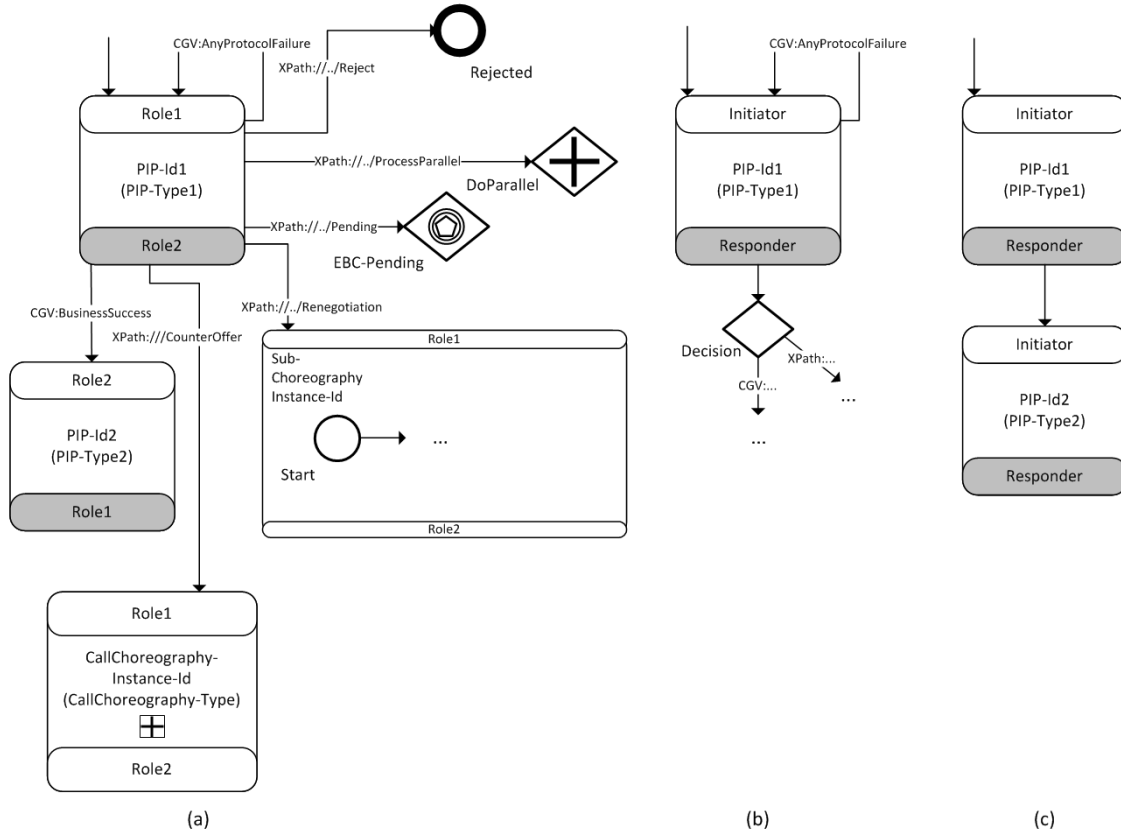 CGV:AnyProtocolFailure
XPath://../Reject
Rejected
Role1
PIP-Id1
(PIP-Type1)
Role2
XPath://../ProcessParallel
DoParallel
XPath://../Pending
EBC-Pending
XPath://../Renegotiation
CGV:BusinessSuccess
XPath:///CounterOffer
Role2
PIP-Id2
(PIP-Type2)
Role1
Role1
Sub-
Choreography
Instance-Id
Start
...
Role2
Role1
CallChoreography-
Instance-Id
(CallChoreography-Type)
Role2
(a)
CGV:AnyProtocolFailure
Initiator
PIP-Id1
(PIP-Type1)
Responder
Decision
XPath:...
CGV:...
...
...
(b)
Initiator
PIP-Id1
(PIP-Type1)
Responder
Initiator
PIP-Id2
(PIP-Type2)
Responder
(c)